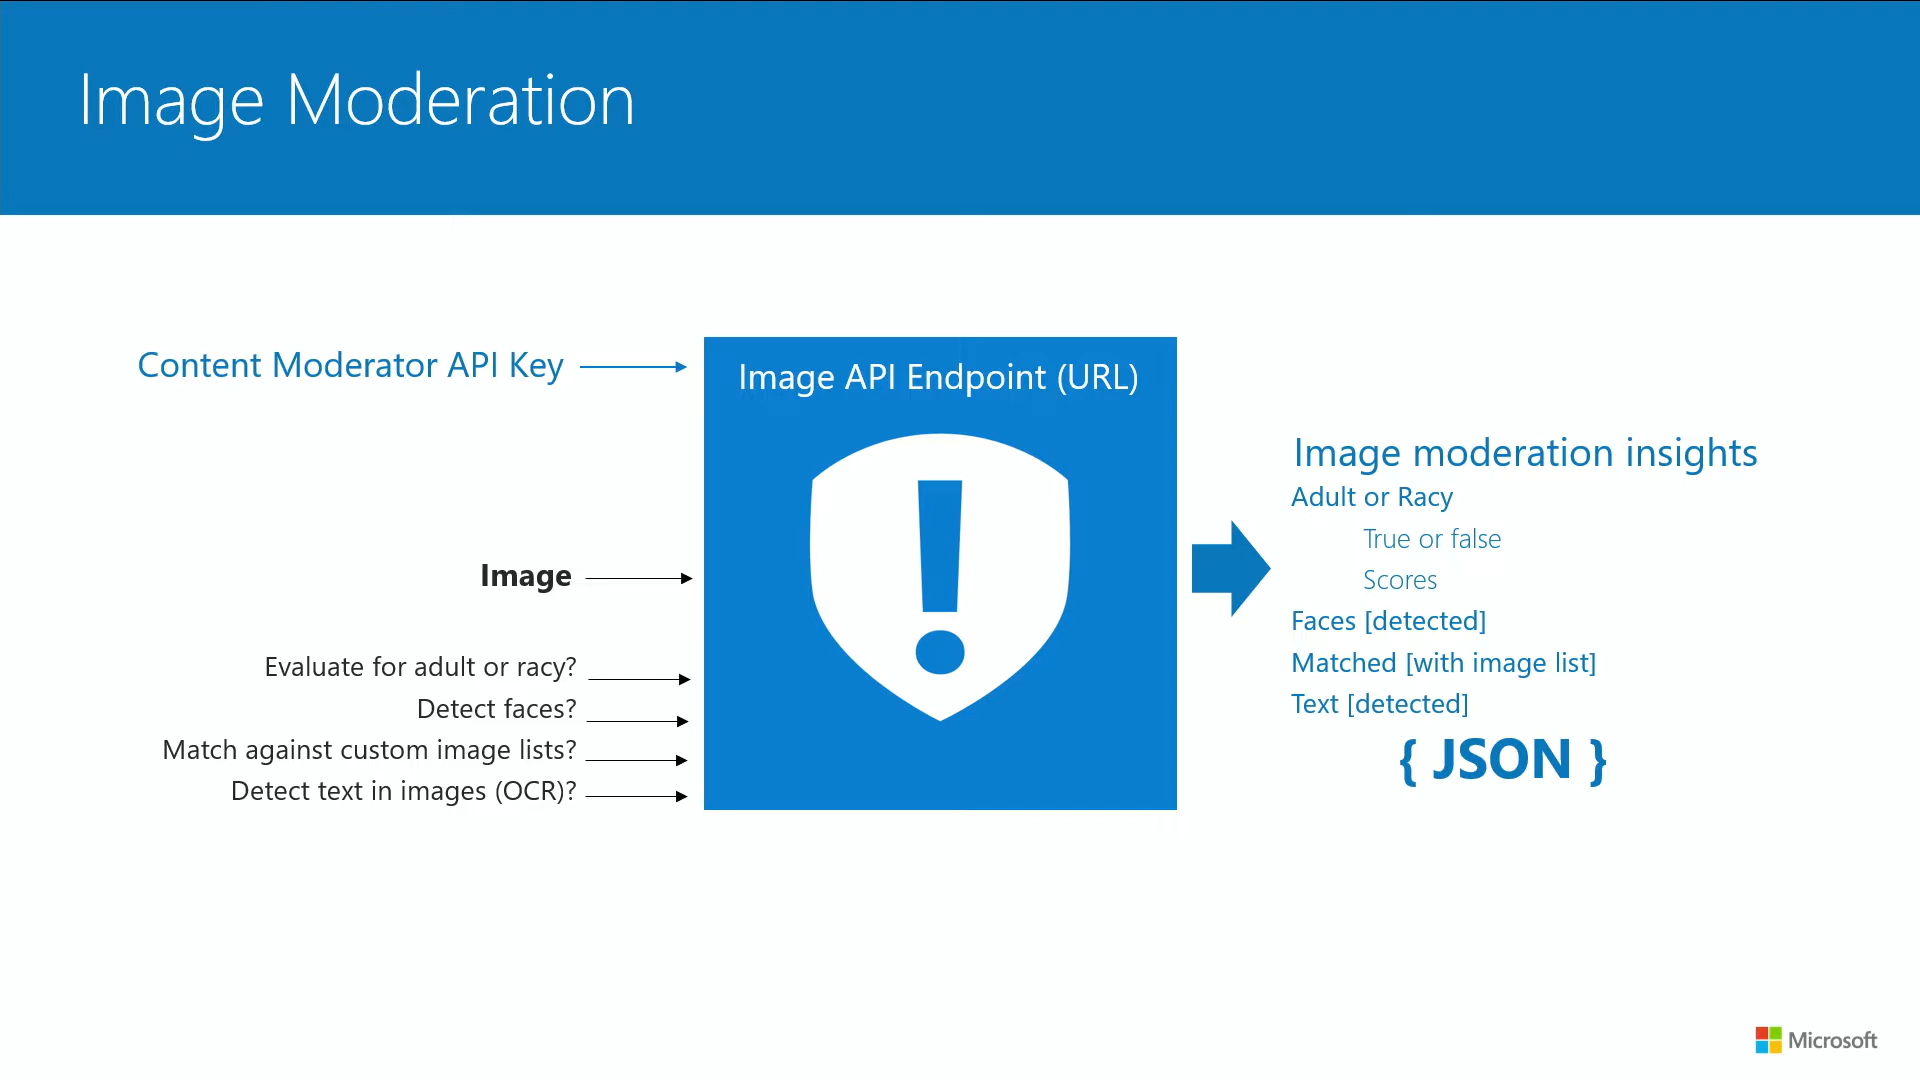 Image Moderation
Content Moderator API Key
Image
Evaluate for adult or racy?
Detect faces?
Match against custom image lists?
Detect text in images (OCR)?
Image API Endpoint (URL)
!
Image moderation insights
Adult or Racy
True or false
Scores
Faces [detected]
Matched [with image list]
Text [detected]
{ JSON }
Microsoft